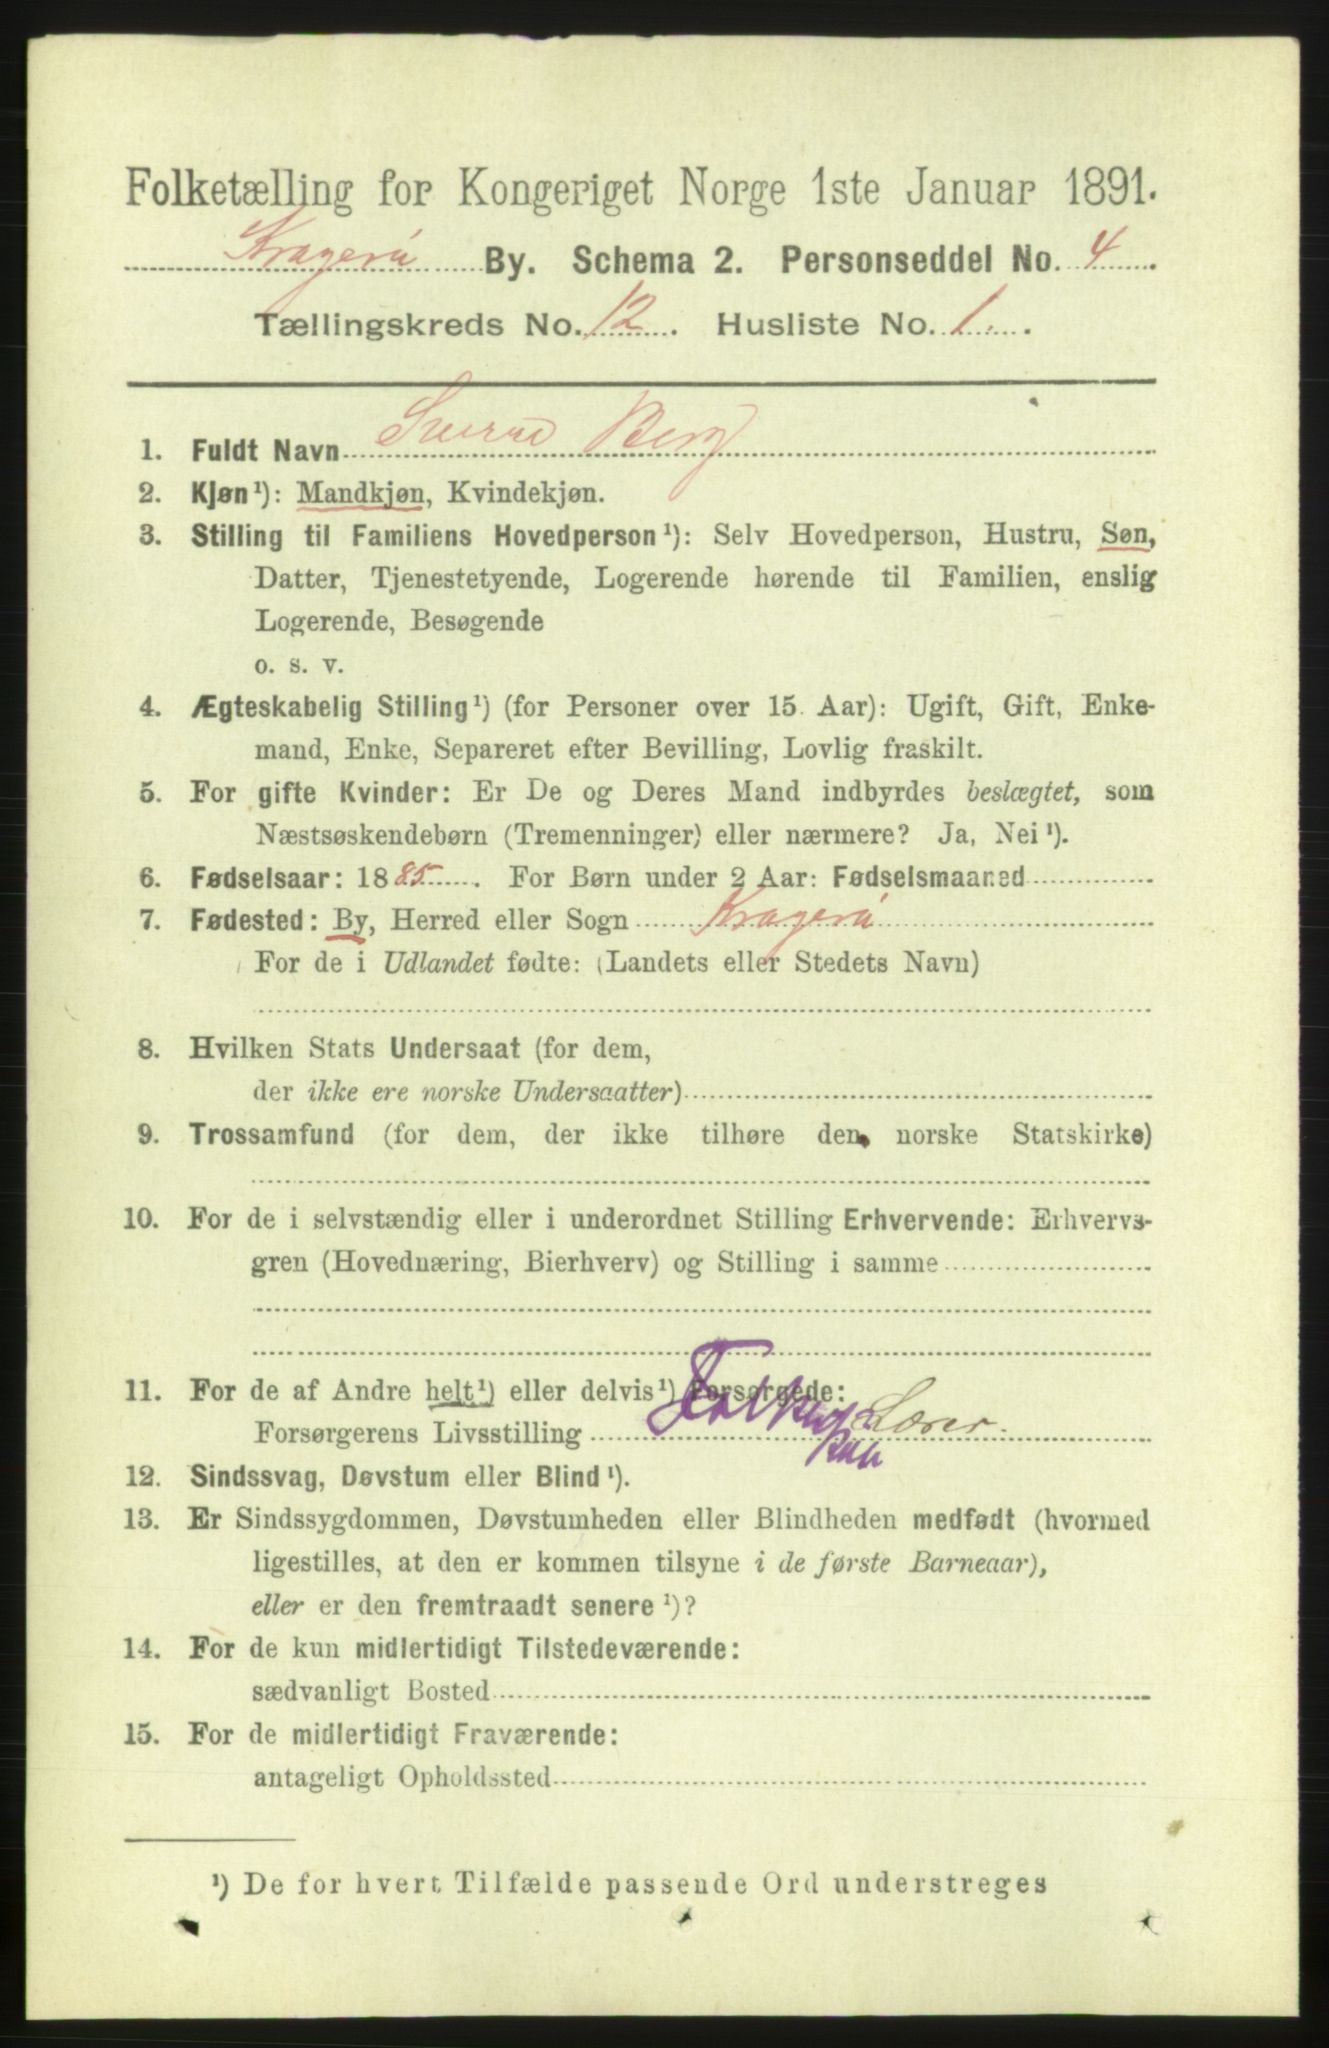 Folketælling for Kongeriget Norge 1ste Januar 1891.
Kragerø By. Schema 2. Personseddel No. 4
Tællingskreds No. 12. Husliste No. 1.
1. Fuldt Navn Sverre Berg
2. Kjøn¹): Mandkjøn, Kvindekjøn.
3. Stilling til Familiens Hovedperson¹): Selv Hovedperson, Hustru, Søn,
Datter, Tjenestetyende, Logerende hørende til Familien, enslig
Logerende, Besøgende
o. s. v.
4. Ægteskabelig Stilling¹) (for Personer over 15 Aar): Ugift, Gift, Enke-
mand, Enke, Separeret efter Bevilling, Lovlig fraskilt.
5. For gifte Kvinder: Er De og Deres Mand indbyrdes beslægtet, som
Næstsøskendebørn (Tremenninger) eller nærmere? Ja, Nei¹).
6. Fødselsaar: 1885. For Børn under 2 Aar: Fødselsmaaned
7. Fødested: By, Herred eller Sogn Kragerø
For de i Udlandet fødte: (Landets eller Stedets Navn)
8. Hvilken Stats Undersaat (for dem,
der ikke ere norske Undersaatter)
9. Trossamfund (for dem, der ikke tilhøre den norske Statskirke)
10. For de i selvstændig eller i underordnet Stilling Erhvervende: Erhvervs-
gren (Hovednæring, Bierhverv) og Stilling i samme
11. For de af Andre helt¹) eller delvis¹) Forsørgede:
Forsørgerens Livsstilling Lærer.
12. Sindssvag, Døvstum eller Blind¹).
13. Er Sindssygdommen, Døvstumheden eller Blindheden medfødt (hvormed
ligestilles, at den er kommen tilsyne i de første Barneaar),
eller er den fremtraadt senere¹)?
14. For de kun midlertidigt Tilstedeværende:
sædvanligt Bosted
15. For de midlertidigt Fraværende:
antageligt Opholdssted
¹) De for hvert Tilfælde passende Ord understreges